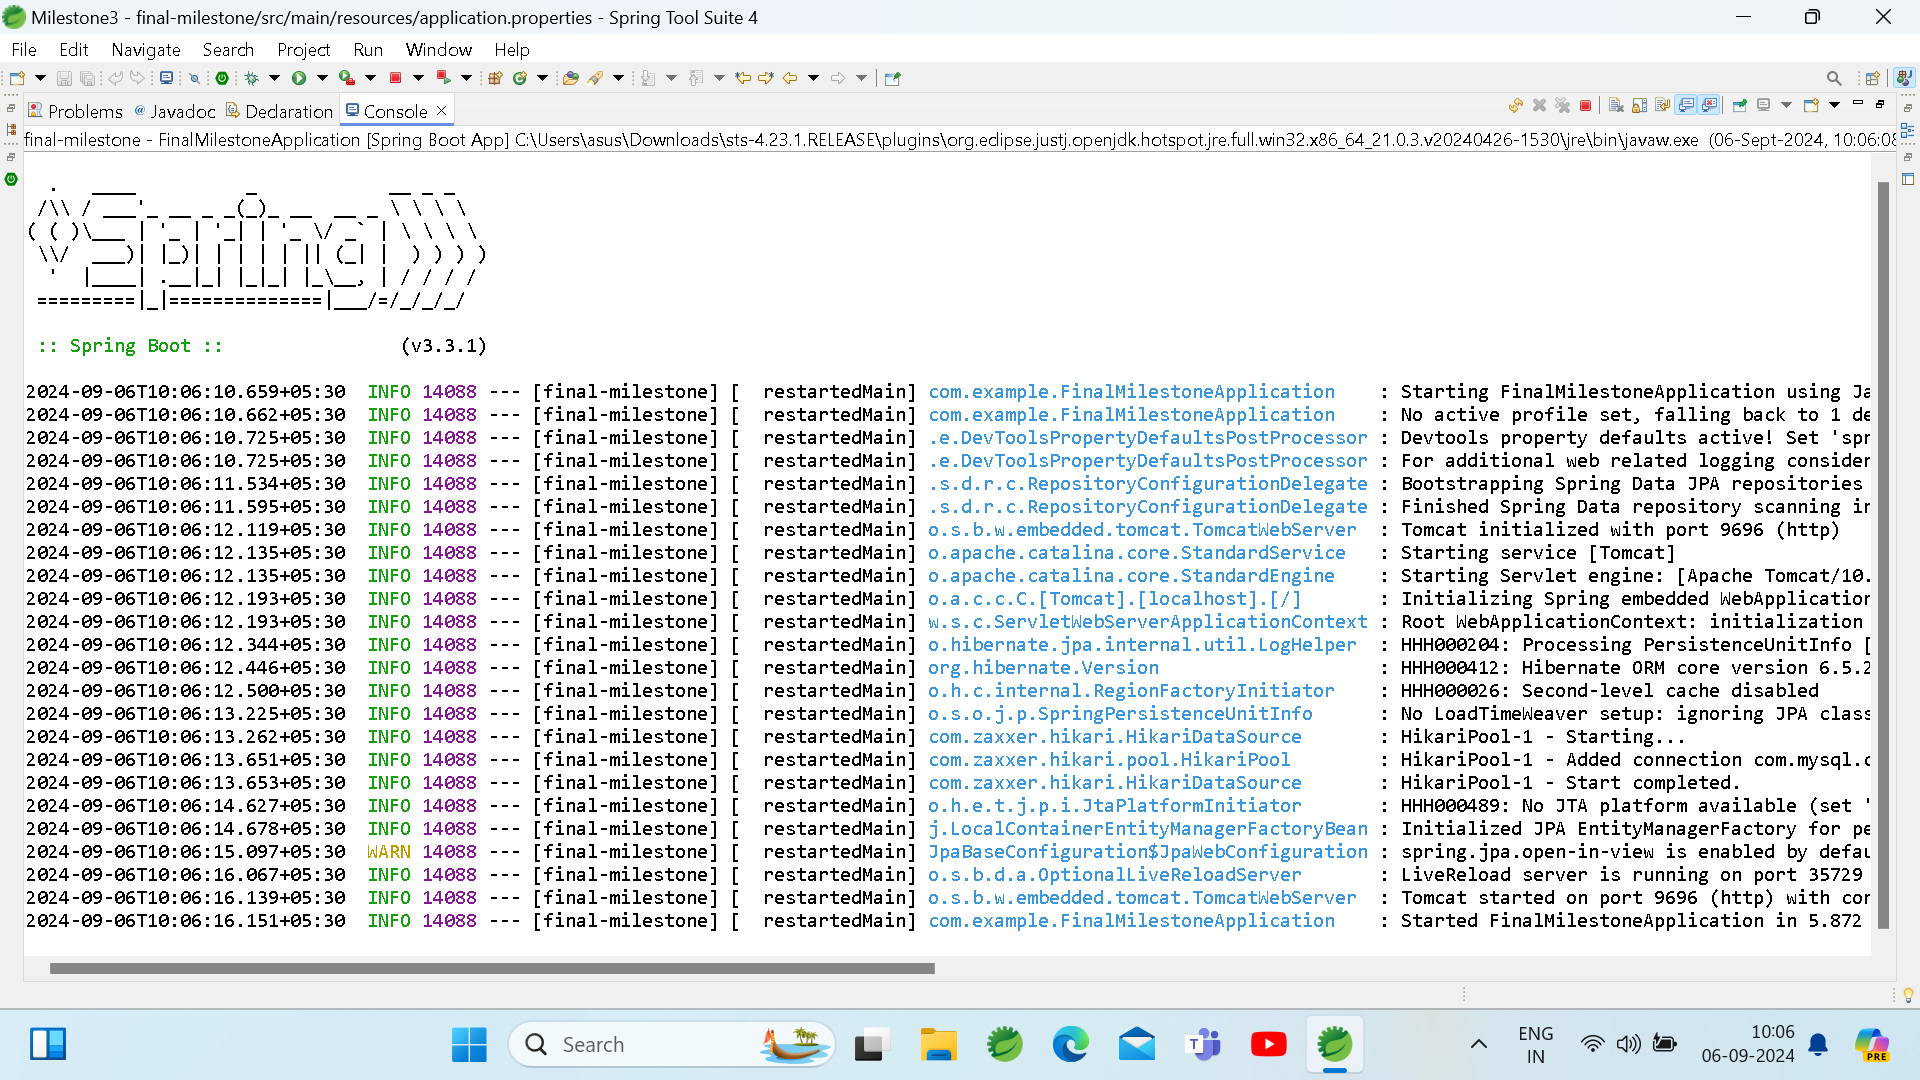 Milestone3 - final-milestone/src/main/resources/application.properties - Spring Tool Suite 4
File Edit Navigate Search Project Run Window Help
Problems Javadoc Declaration Console
final-milestone - FinalMilestoneApplication [Spring Boot App] C:\Users\asus\Downloads\sts-4.23.1.RELEASE\plugins\org.eclipse.justj.openjdk.hotspot.jre.full.win32.x86_64_21.0.3.v20240426-1530\jre\bin\javaw.exe (06-Sept-2024, 10:06:08
Spring
:: Spring Boot :: (v3.3.1)
2024-09-06T10:06:10.659+05:30 INFO 14088 --- [final-milestone] [ restartedMain] com.example.FinalMilestoneApplication : Starting FinalMilestoneApplication using Ja
2024-09-06T10:06:10.662+05:30 INFO 14088 --- [final-milestone] [ restartedMain] com.example.FinalMilestoneApplication : No active profile set, falling back to 1 de
2024-09-06T10:06:10.725+05:30 INFO 14088 --- [final-milestone] [ restartedMain] .e.DevToolsPropertyDefaultsPostProcessor : Devtools property defaults active! Set 'spr
2024-09-06T10:06:10.725+05:30 INFO 14088 --- [final-milestone] [ restartedMain] .e.DevToolsPropertyDefaultsPostProcessor : For additional web related logging consider
2024-09-06T10:06:11.534+05:30 INFO 14088 --- [final-milestone] [ restartedMain] .s.d.r.c.RepositoryConfigurationDelegate : Bootstrapping Spring Data JPA repositories
2024-09-06T10:06:11.595+05:30 INFO 14088 --- [final-milestone] [ restartedMain] .s.d.r.c.RepositoryConfigurationDelegate : Finished Spring Data repository scanning in
2024-09-06T10:06:12.119+05:30 INFO 14088 --- [final-milestone] [ restartedMain] o.s.b.w.embedded.tomcat.TomcatWebServer : Tomcat initialized with port 9696 (http)
2024-09-06T10:06:12.135+05:30 INFO 14088 --- [final-milestone] [ restartedMain] o.apache.catalina.core.StandardService : Starting service [Tomcat]
2024-09-06T10:06:12.135+05:30 INFO 14088 --- [final-milestone] [ restartedMain] o.apache.catalina.core.StandardEngine : Starting Servlet engine: [Apache Tomcat/10.
2024-09-06T10:06:12.193+05:30 INFO 14088 --- [final-milestone] [ restartedMain] o.a.c.c.C.[Tomcat].[localhost].[/] : Initializing Spring embedded WebApplication
2024-09-06T10:06:12.193+05:30 INFO 14088 --- [final-milestone] [ restartedMain] w.s.c.ServletWebServerApplicationContext : Root WebApplicationContext: initialization
2024-09-06T10:06:12.344+05:30 INFO 14088 --- [final-milestone] [ restartedMain] o.hibernate.jpa.internal.util.LogHelper : HHH000204: Processing PersistenceUnitInfo [
2024-09-06T10:06:12.446+05:30 INFO 14088 --- [final-milestone] [ restartedMain] org.hibernate.Version : HHH000412: Hibernate ORM core version 6.5.2
2024-09-06T10:06:12.500+05:30 INFO 14088 --- [final-milestone] [ restartedMain] o.h.c.internal.RegionFactoryInitiator : HHH000026: Second-level cache disabled
2024-09-06T10:06:13.225+05:30 INFO 14088 --- [final-milestone] [ restartedMain] o.s.o.j.p.SpringPersistenceUnitInfo : No LoadTimeWeaver setup: ignoring JPA class
2024-09-06T10:06:13.262+05:30 INFO 14088 --- [final-milestone] [ restartedMain] com.zaxxer.hikari.HikariDataSource : HikariPool-1 - Starting...
2024-09-06T10:06:13.651+05:30 INFO 14088 --- [final-milestone] [ restartedMain] com.zaxxer.hikari.pool.HikariPool : HikariPool-1 - Added connection com.mysql.c
2024-09-06T10:06:13.653+05:30 INFO 14088 --- [final-milestone] [ restartedMain] com.zaxxer.hikari.HikariDataSource : HikariPool-1 - Start completed.
2024-09-06T10:06:14.627+05:30 INFO 14088 --- [final-milestone] [ restartedMain] o.h.e.t.j.p.i.JtaPlatformInitiator : HHH000489: No JTA platform available (set '
2024-09-06T10:06:14.678+05:30 INFO 14088 --- [final-milestone] [ restartedMain] j.LocalContainerEntityManagerFactoryBean : Initialized JPA EntityManagerFactory for pe
2024-09-06T10:06:15.097+05:30 WARN 14088 --- [final-milestone] [ restartedMain] JpaBaseConfiguration$JpaWebConfiguration : spring.jpa.open-in-view is enabled by defau
2024-09-06T10:06:16.067+05:30 INFO 14088 --- [final-milestone] [ restartedMain] o.s.b.d.a.OptionalLiveReloadServer : LiveReload server is running on port 35729
2024-09-06T10:06:16.139+05:30 INFO 14088 --- [final-milestone] [ restartedMain] o.s.b.w.embedded.tomcat.TomcatWebServer : Tomcat started on port 9696 (http) with con
2024-09-06T10:06:16.151+05:30 INFO 14088 --- [final-milestone] [ restartedMain] com.example.FinalMilestoneApplication : Started FinalMilestoneApplication in 5.872
Search
ENG
IN
10:06
06-09-2024
PRE